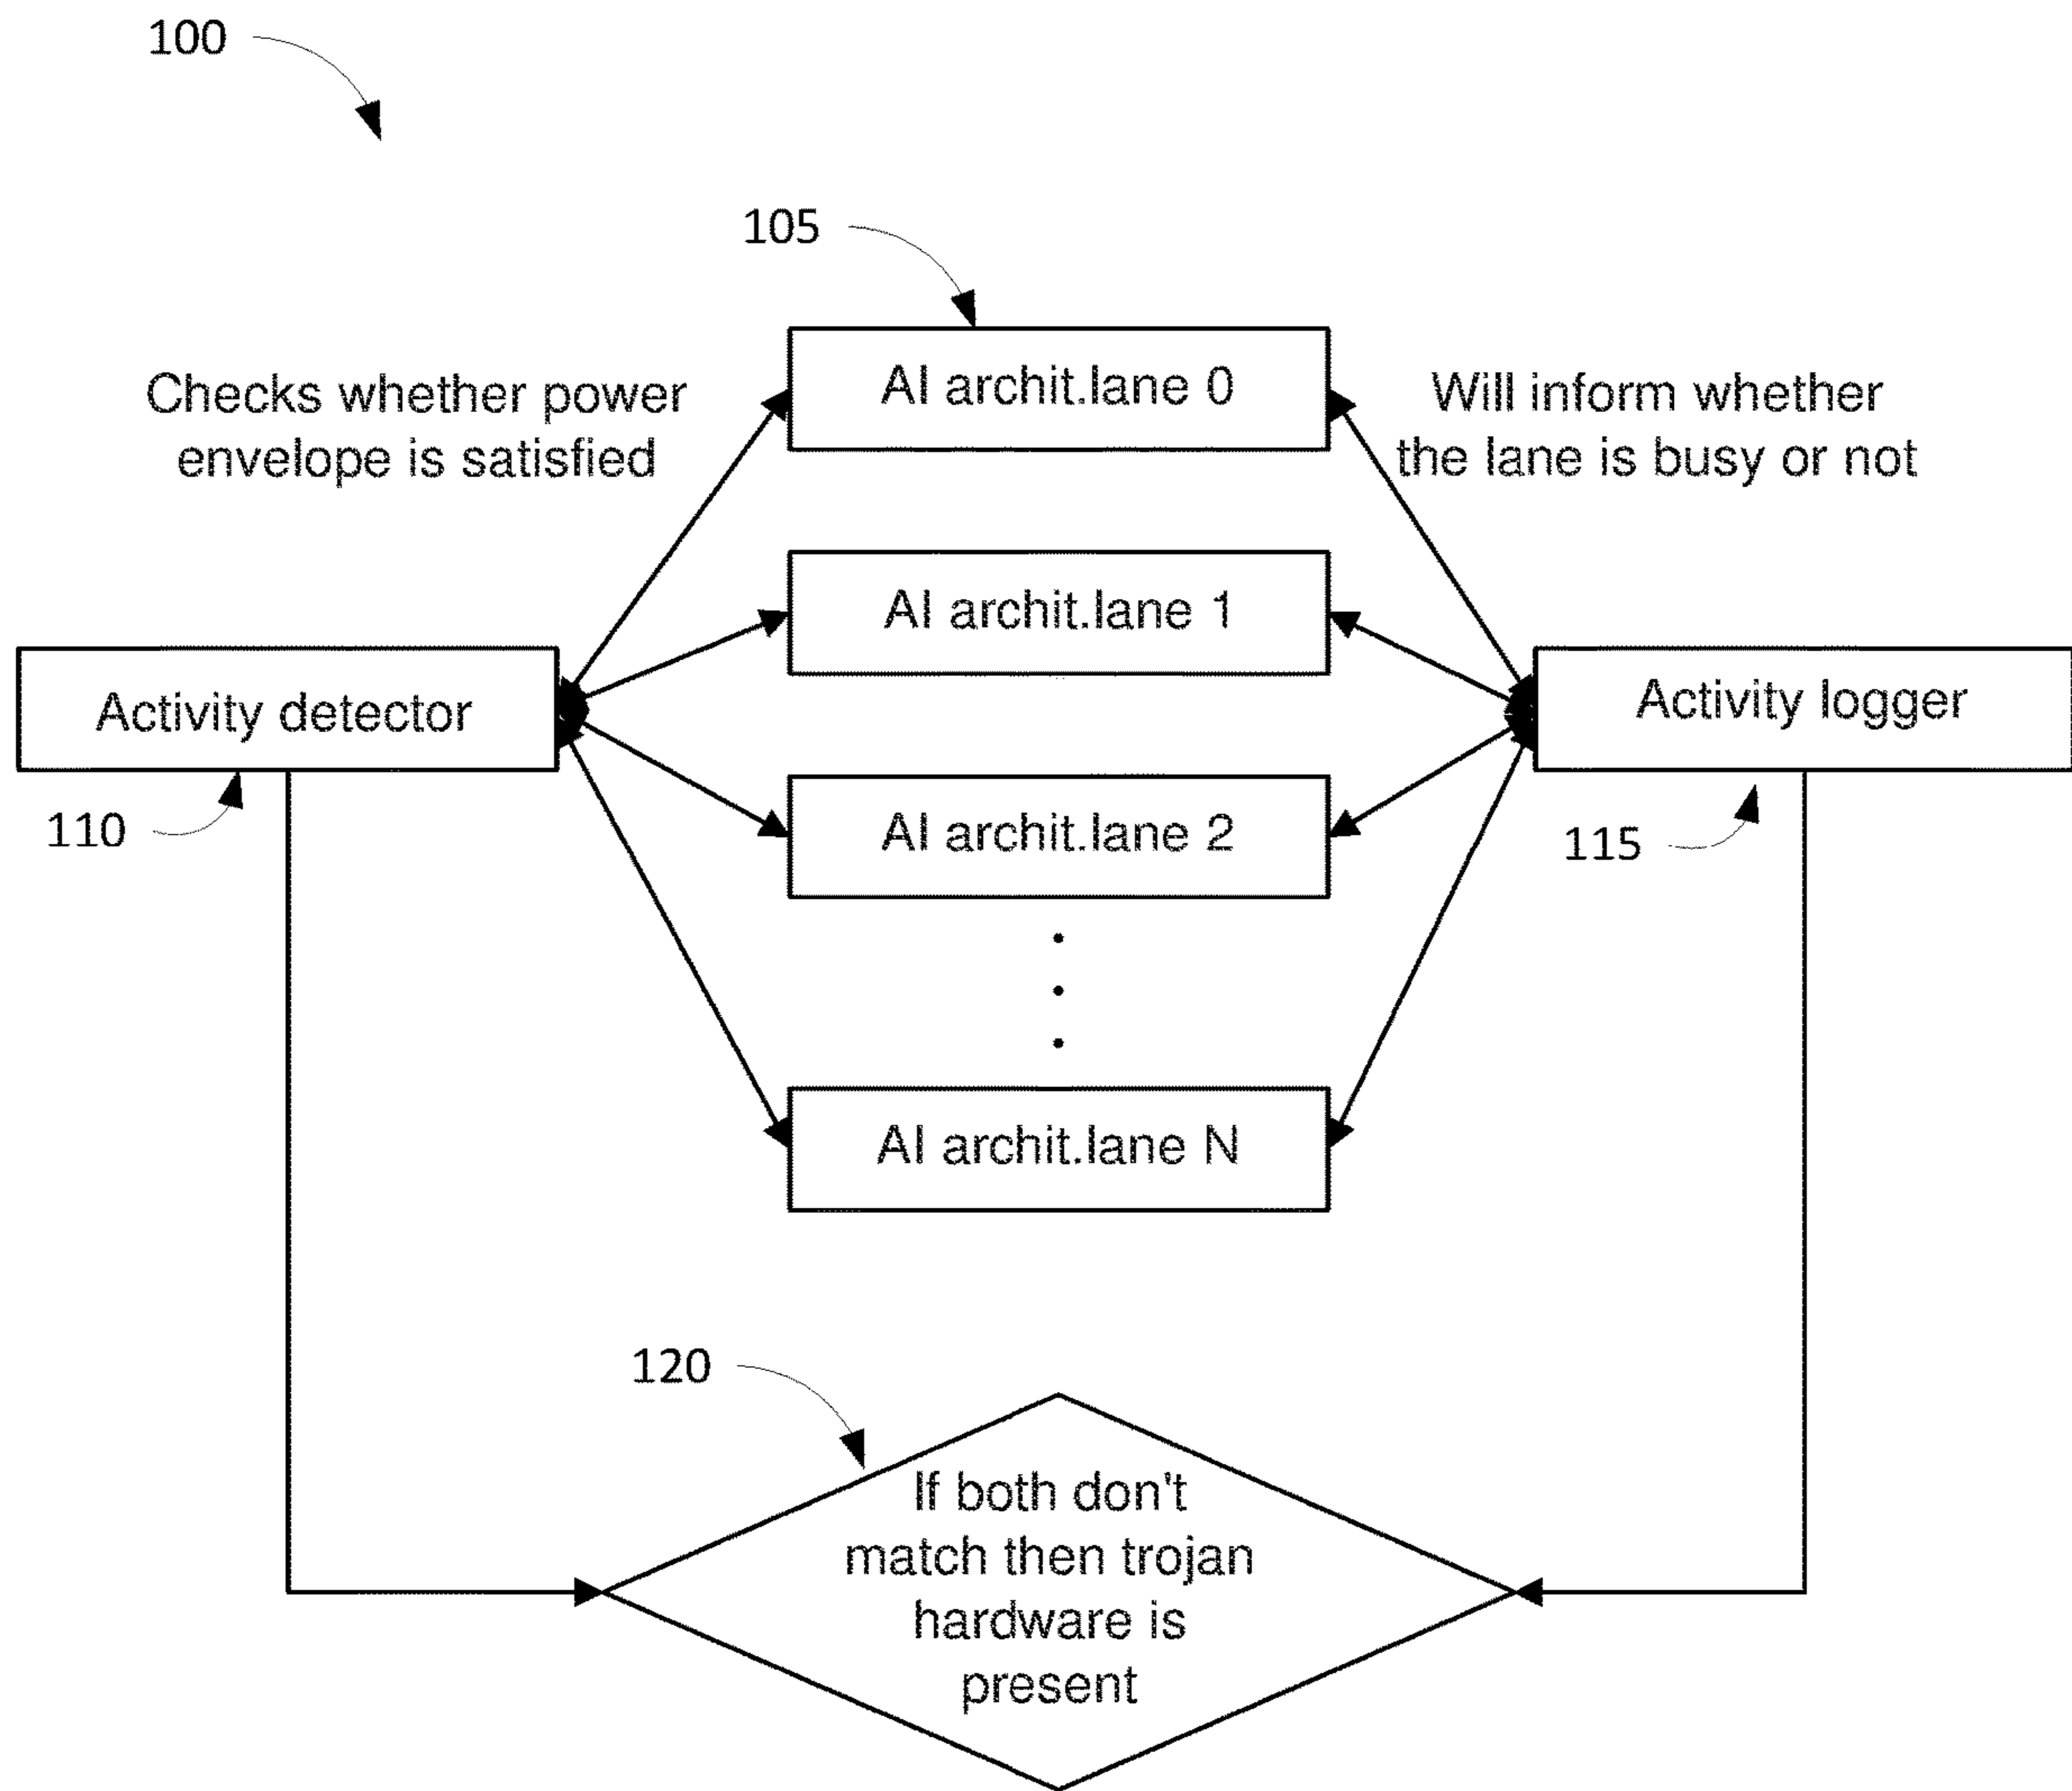 100
105
Checks whether power
envelope is satisfied
AI archit.lane 0
Will inform whether
the lane is busy or not
AI archit.lane 1
Activity detector
Activity logger
110
AI archit.lane 2
115
AI archit.lane N
120
If both don't
match then trojan
hardware is
present